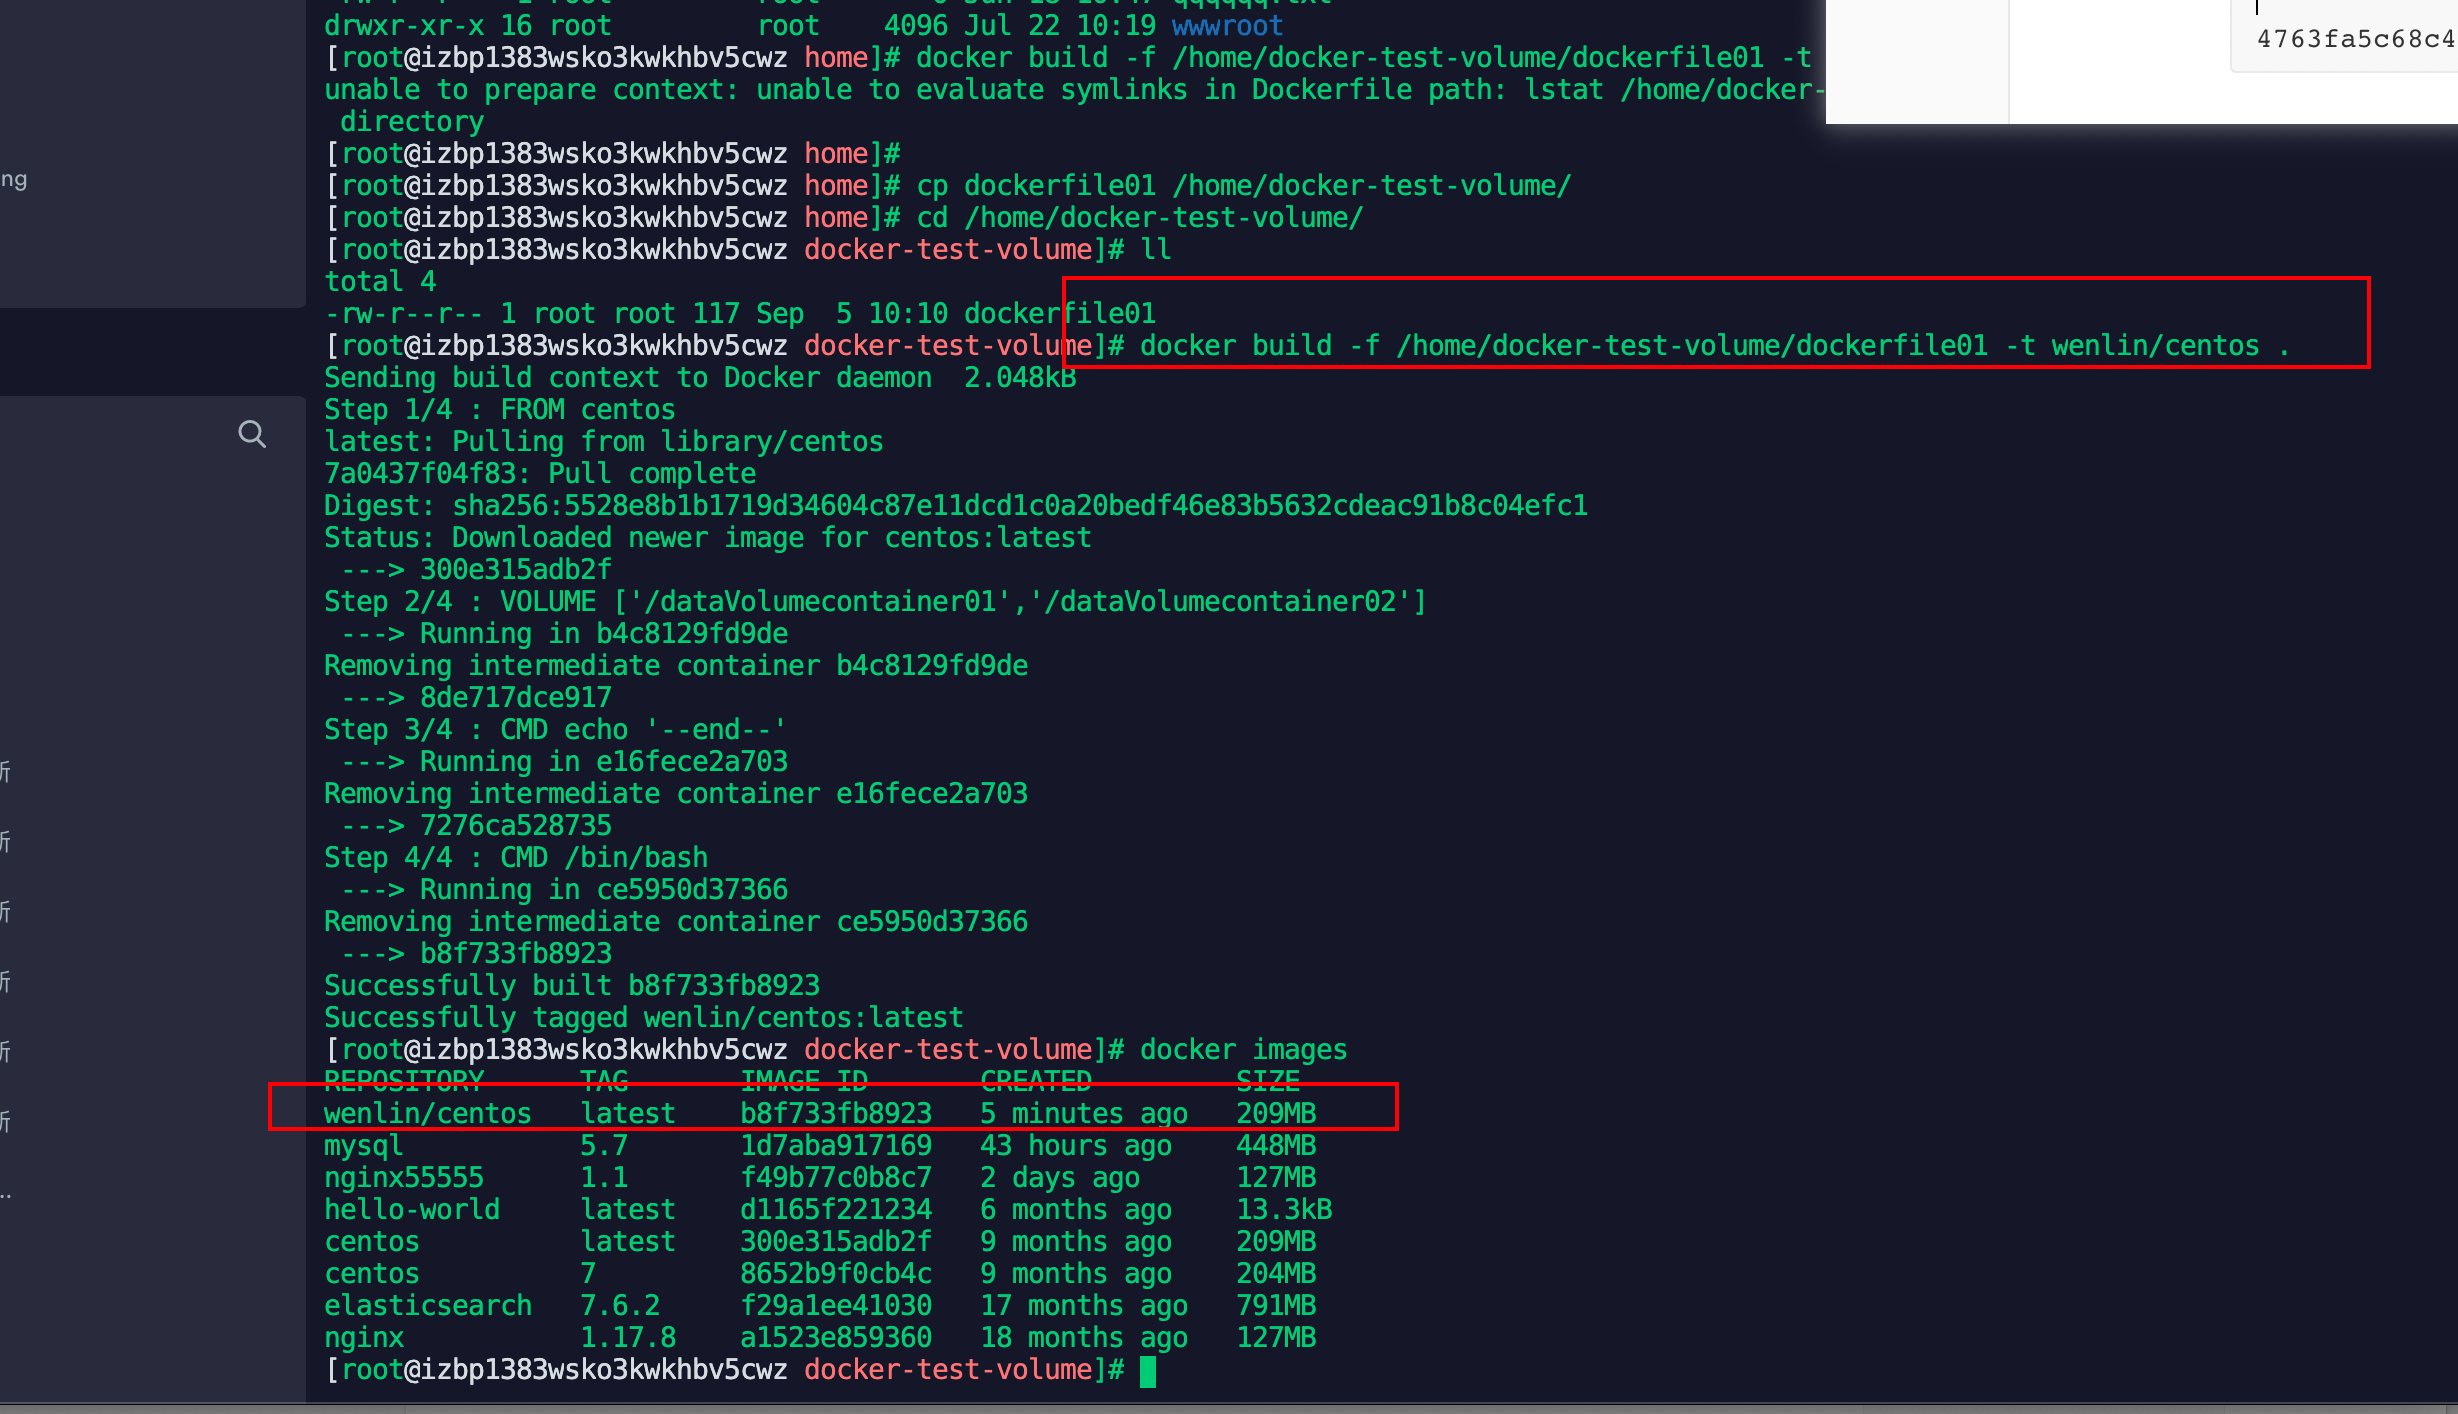 drwxr-xr-x 16 root         root    4096 Jul 22 10:19 wwwroot
4763fa5c68c4
[root@izbp1383wsko3kwkhbv5cwz home]# docker build -f /home/docker-test-volume/dockerfile01 -t
unable to prepare context: unable to evaluate symlinks in Dockerfile path: lstat /home/docker-
 directory
[root@izbp1383wsko3kwkhbv5cwz home]#
ng
[root@izbp1383wsko3kwkhbv5cwz home]# cp dockerfile01 /home/docker-test-volume/
[root@izbp1383wsko3kwkhbv5cwz home]# cd /home/docker-test-volume/
[root@izbp1383wsko3kwkhbv5cwz docker-test-volume]# ll
total 4
-rw-r--r-- 1 root root 117 Sep  5 10:10 dockerfile01
[root@izbp1383wsko3kwkhbv5cwz docker-test-volume]# docker build -f /home/docker-test-volume/dockerfile01 -t wenlin/centos .
Sending build context to Docker daemon  2.048kB
Step 1/4 : FROM centos
latest: Pulling from library/centos
7a0437f04f83: Pull complete
Digest: sha256:5528e8b1b1719d34604c87e11dcd1c0a20bedf46e83b5632cdeac91b8c04efc1
Status: Downloaded newer image for centos:latest
 ---> 300e315adb2f
Step 2/4 : VOLUME ['/dataVolumecontainer01','/dataVolumecontainer02']
 ---> Running in b4c8129fd9de
Removing intermediate container b4c8129fd9de
 ---> 8de717dce917
Step 3/4 : CMD echo '--end--'
 ---> Running in e16fece2a703
Removing intermediate container e16fece2a703
 ---> 7276ca528735
Step 4/4 : CMD /bin/bash
 ---> Running in ce5950d37366
Removing intermediate container ce5950d37366
 ---> b8f733fb8923
Successfully built b8f733fb8923
Successfully tagged wenlin/centos:latest
[root@izbp1383wsko3kwkhbv5cwz docker-test-volume]# docker images
REPOSITORY      TAG       IMAGE ID       CREATED         SIZE
wenlin/centos   latest    b8f733fb8923   5 minutes ago   209MB
mysql           5.7       1d7aba917169   43 hours ago    448MB
nginx55555      1.1       f49b77c0b8c7   2 days ago      127MB
hello-world     latest    d1165f221234   6 months ago    13.3kB
centos          latest    300e315adb2f   9 months ago    209MB
centos          7         8652b9f0cb4c   9 months ago    204MB
elasticsearch   7.6.2     f29a1ee41030   17 months ago   791MB
nginx           1.17.8    a1523e859360   18 months ago   127MB
[root@izbp1383wsko3kwkhbv5cwz docker-test-volume]#